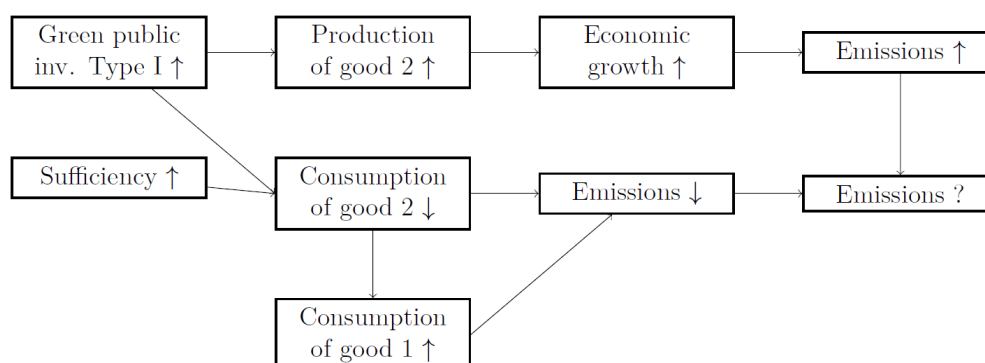 Green public
inv. Type I ↑
Production
of good 2 ↑
Economic
growth ↑
Emissions ↑
Sufficiency ↑
Consumption
of good 2 ↓
Emissions ↓
Emissions ?
Consumption
of good 1 ↑